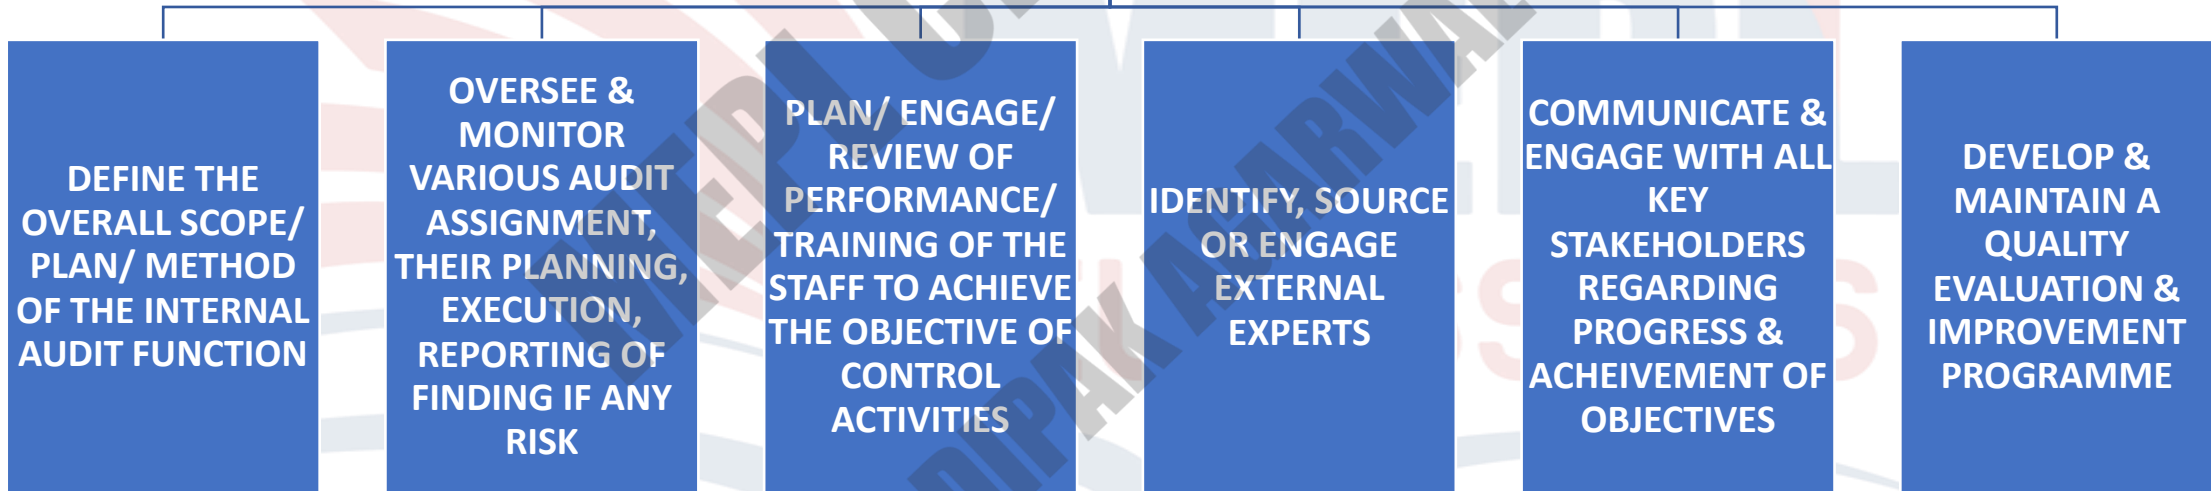 DEFINE THE
OVERALL SCOPE/
PLAN/ METHOD
OF THE INTERNAL
AUDIT FUNCTION
OVERSEE &
MONITOR
VARIOUS AUDIT
ASSIGNMENT,
THEIR PLANNING,
EXECUTION,
REPORTING OF
FINDING IF ANY
RISK
PLAN/ ENGAGE/
REVIEW OF
PERFORMANCE/
TRAINING OF THE
STAFF TO ACHIEVE
THE OBJECTIVE OF
CONTROL
ACTIVITIES
IDENTIFY, SOURCE
OR ENGAGE
EXTERNAL
EXPERTS
COMMUNICATE &
ENGAGE WITH ALL
KEY
STAKEHOLDERS
REGARDING
PROGRESS &
ACHEIVEMENT OF
OBJECTIVES
DEVELOP &
MAINTAIN A
QUALITY
EVALUATION &
IMPROVEMENT
PROGRAMME
MEPL
DIPAK AGARWAL